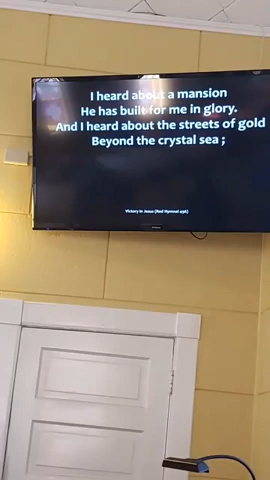 I heard about a mansion
He has built for me in glory.
And I heard about the streets of gold
Beyond the crystal sea ;
Victory in Jesus (Red Hymnal 496)